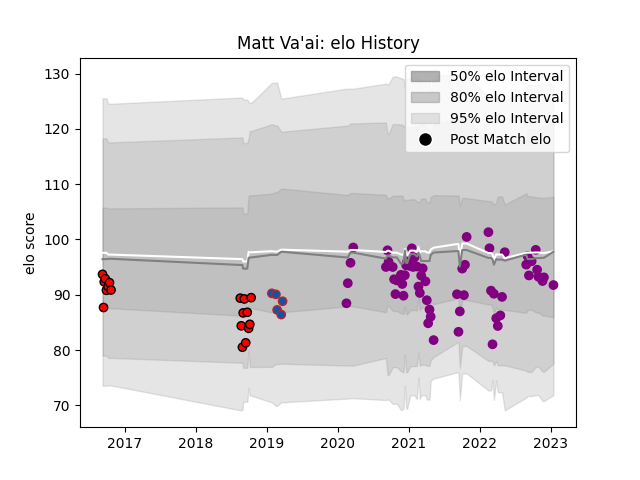 Matt Va'ai: elo History
50% elo Interval
80% elo Interval
95% elo Interval
Post Match elo
elo score
130
120
110
100
90
80
70
2017
2018
2019
2020
2021
2022
2023